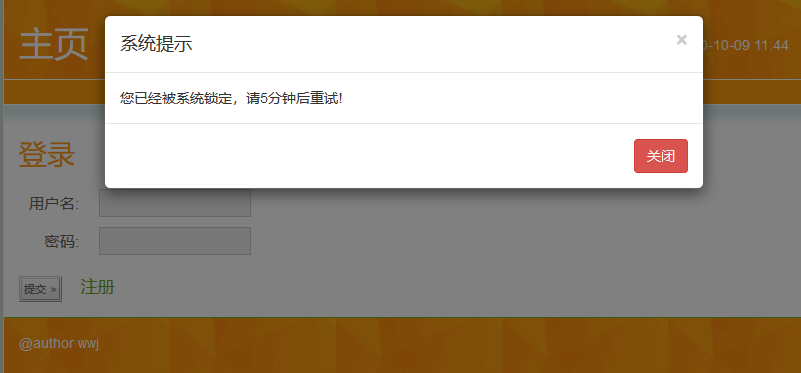 系统提示
×
您已经被系统锁定，请5分钟后重试!
关闭
主页
0-10-09 11:44
登录
用户名:
密码:
提交 »
注册
@author wwj